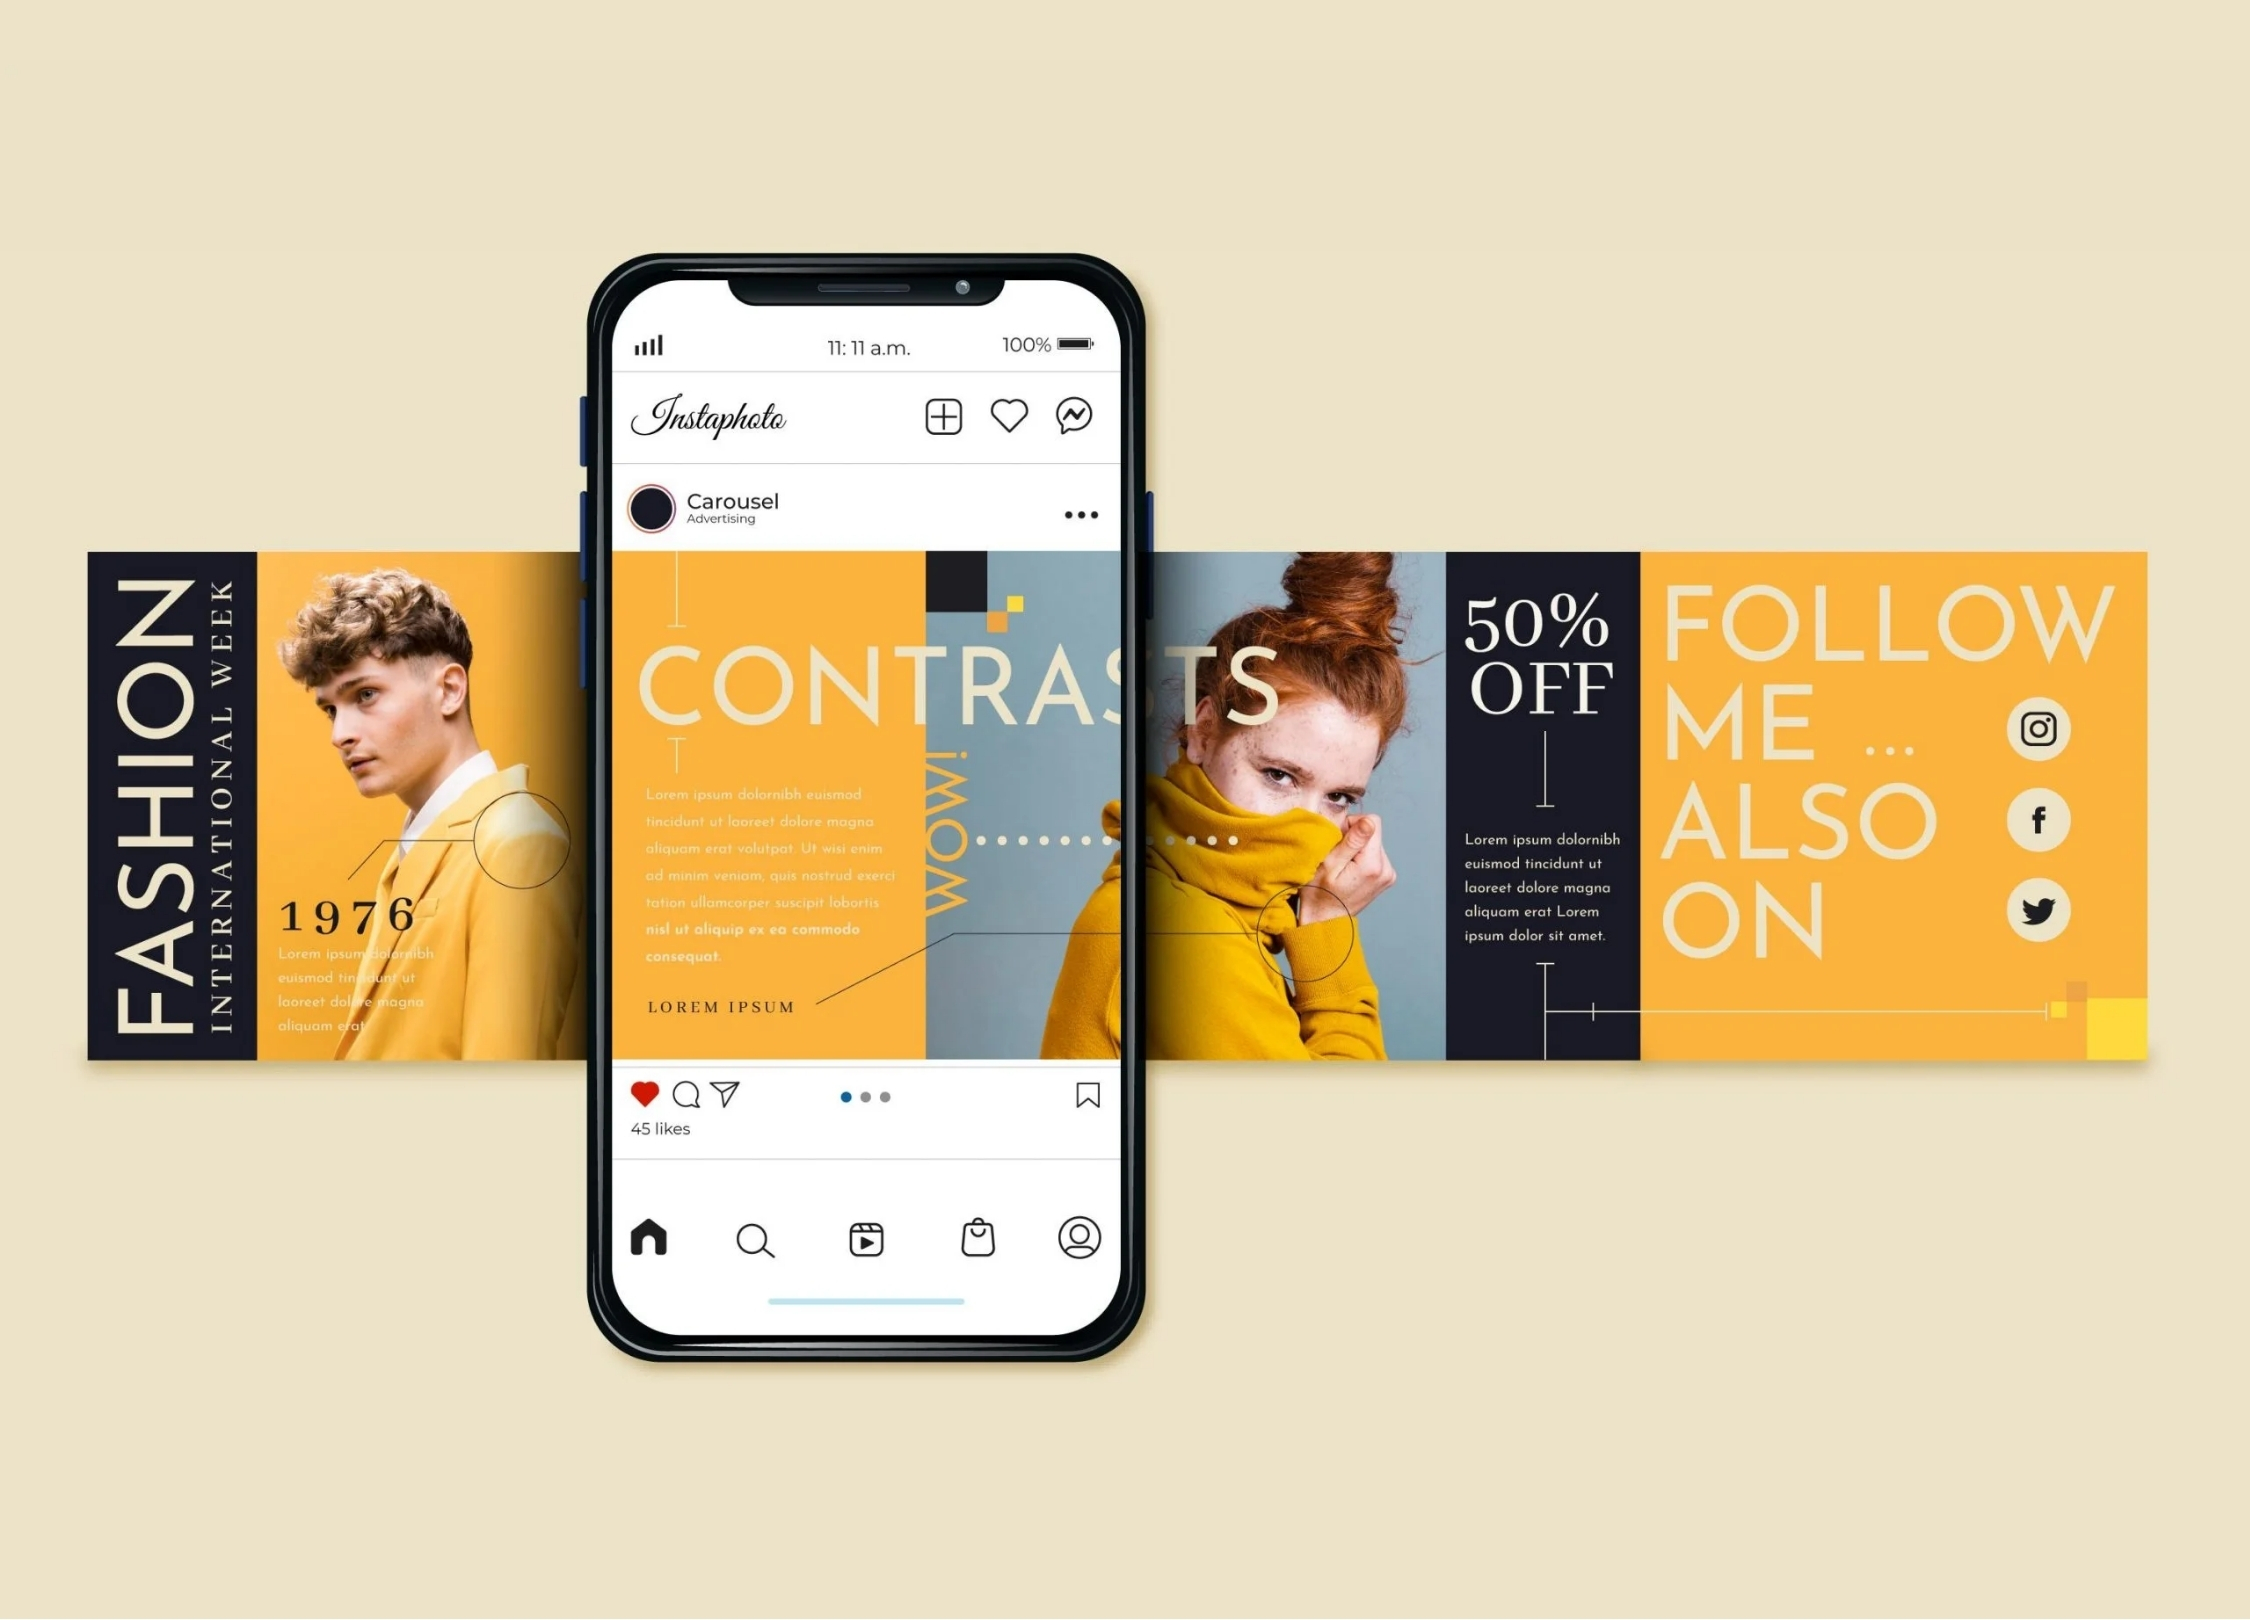 FASHION
INTERNATIONAL WEEK
1976
Lorem ipsum dolornibh
euismod tincidunt ut
laoreet dolore magna
aliquam erat
11: 11 a.m.
100%
Instaphoto
Carousel
Advertising
CONTRASTS
WOW!
Lorem ipsum dolornibh euismod
tincidunt ut laoreet dolore magna
aliquam erat volutpat. Ut wisi enim
ad minim veniam, quis nostrud exerci
tation ullamcorper suscipit lobortis
nisl ut aliquip ex ea commodo
consequat.
LOREM IPSUM
45 likes
50%
OFF
Lorem ipsum dolornibh
euismod tincidunt ut
laoreet dolore magna
aliquam erat Lorem
ipsum dolor sit amet.
FOLLOW
ME ...
ALSO
ON